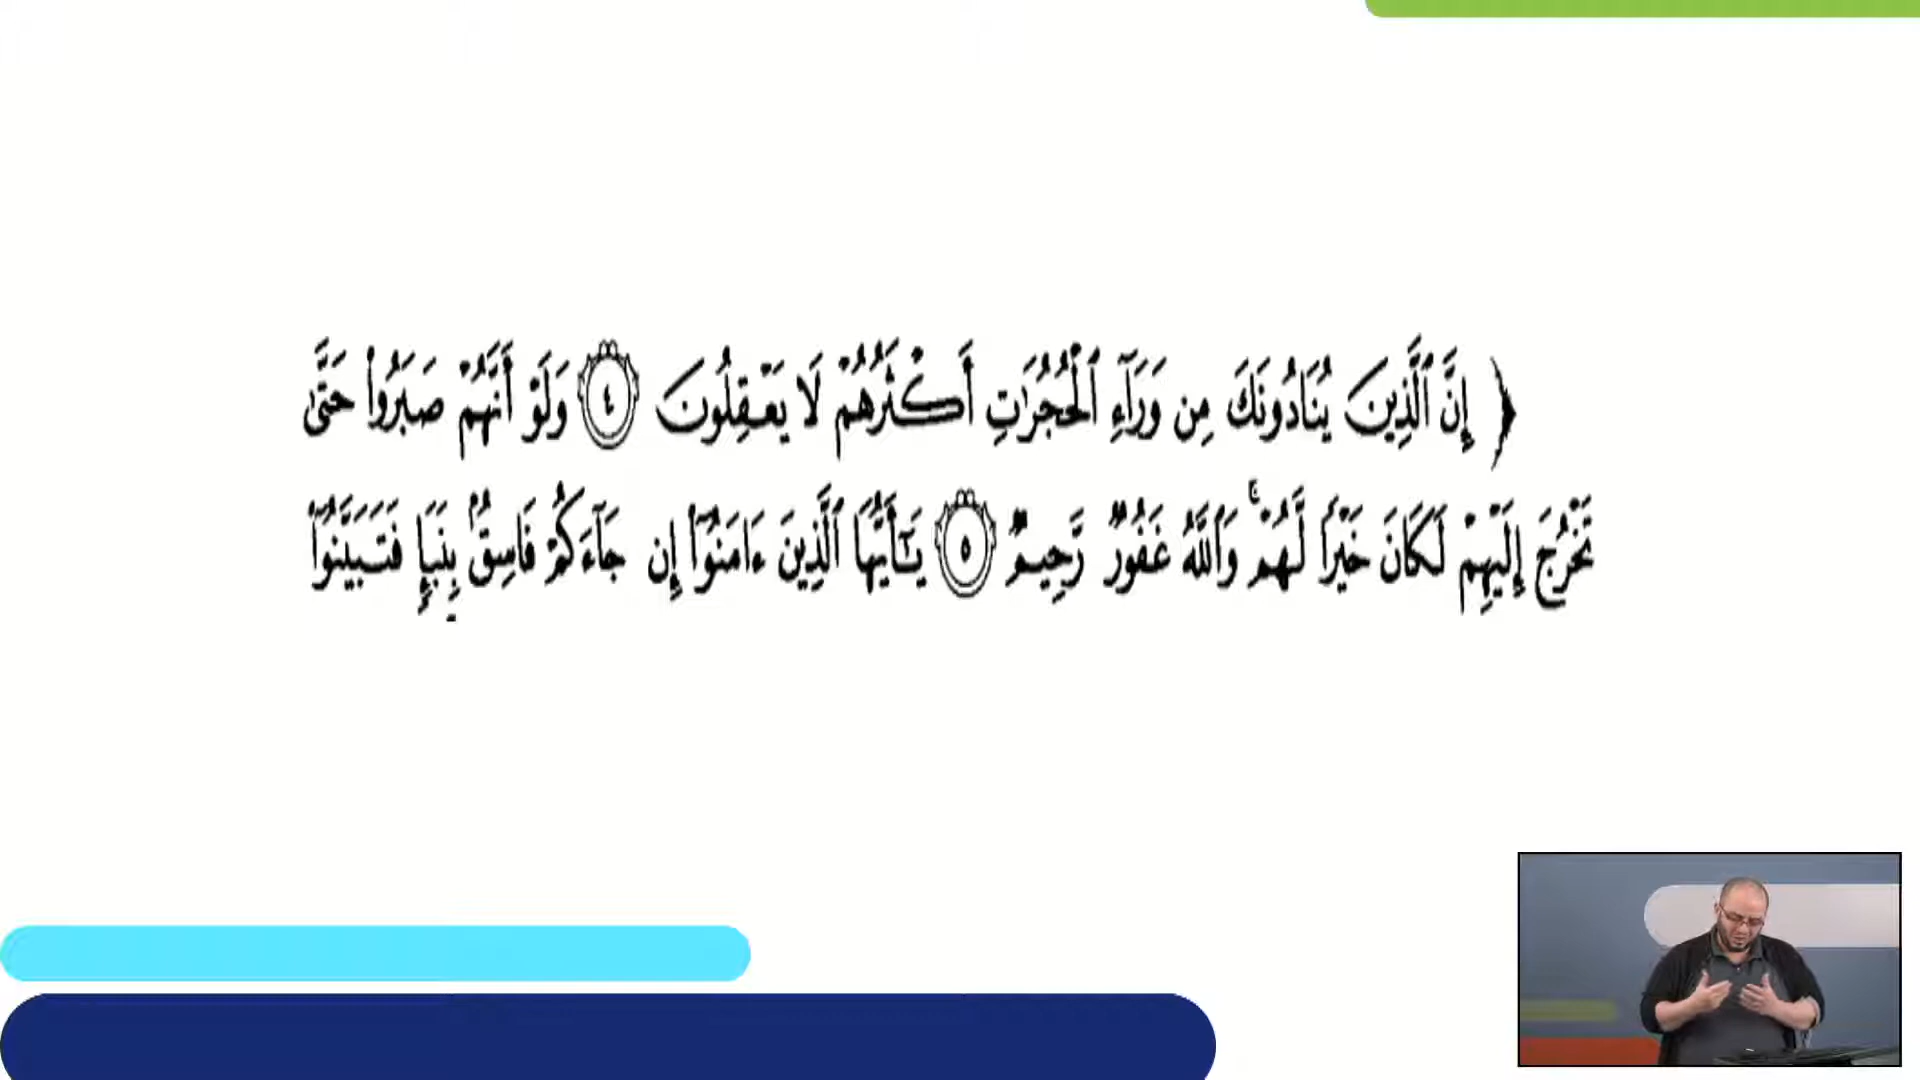 ﴿ إِنَّ ٱلَّذِينَ يُنَادُونَكَ مِن وَرَآءِ ٱلْحُجُرَٰتِ أَكْثَرُهُمْ لَا يَعْقِلُونَ ٤ وَلَوْ أَنَّهُمْ صَبَرُوا۟ حَتَّىٰ
تَخْرُجَ إِلَيْهِمْ لَكَانَ خَيْرًا لَّهُمْ ۚ وَٱللَّهُ غَفُورٌ رَّحِيمٌ ٥ يَـٰٓأَيُّهَا ٱلَّذِينَ ءَامَنُوٓا۟ إِن جَآءَكُمْ فَاسِقٌۢ بِنَبَإٍ فَتَبَيَّنُوٓا۟